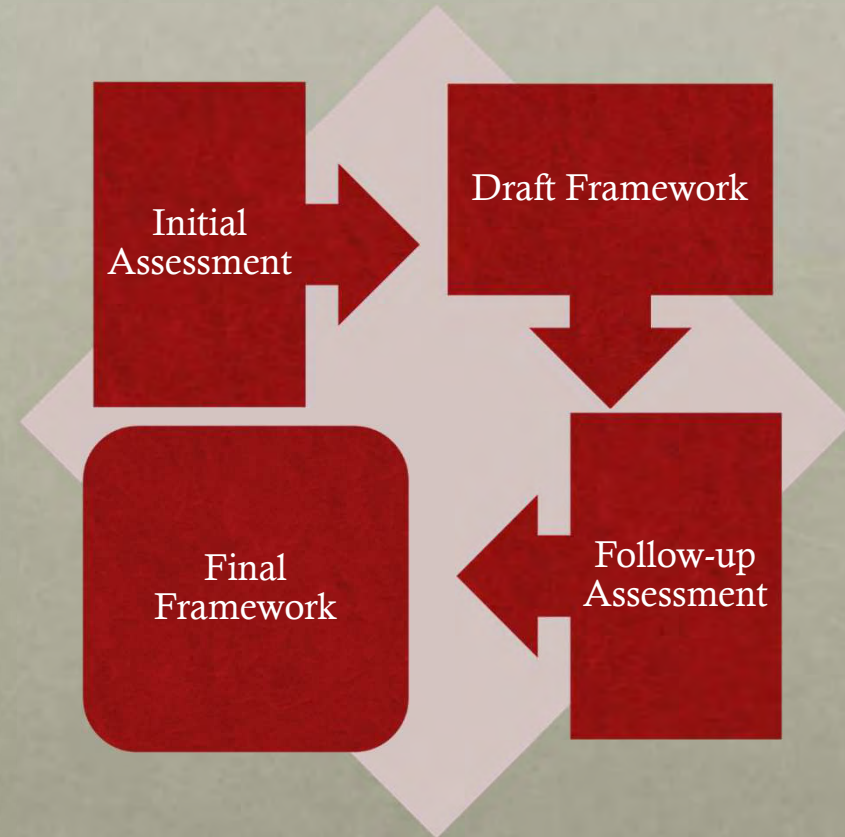 Initial
Assessment
Draft Framework
Follow-up
Assessment
Final
Framework